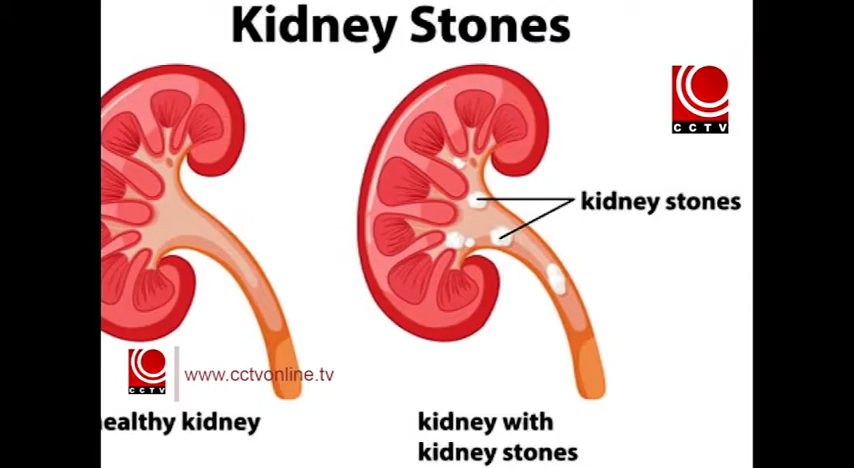 Kidney Stones
CCTV
kidney stones
CCTV
www.cctvonline.tv
ealthy kidney
kidney with
kidney stones